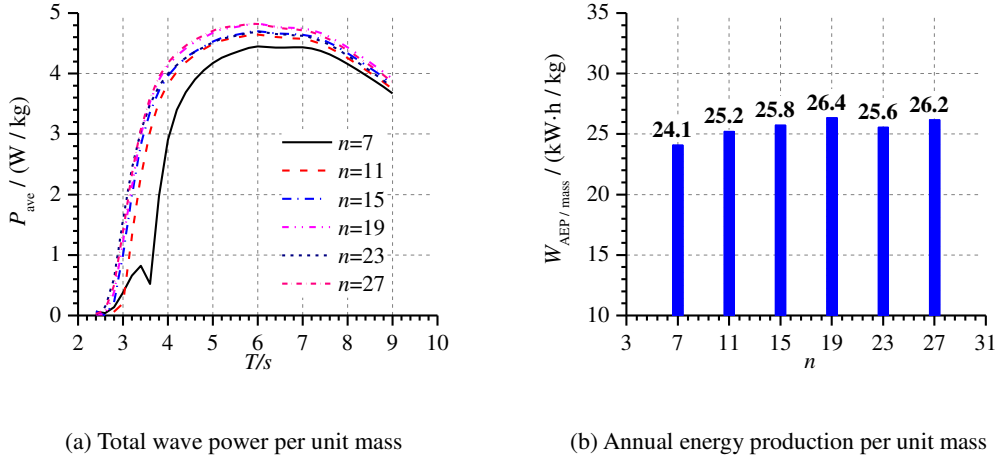 5
4
3
2
1
0
2 3 4 5 6 7 8 9 10
P_ave / (W / kg)
T/s
n=7
n=11
n=15
n=19
n=23
n=27
(a) Total wave power per unit mass
40
35
30
25
20
15
10
3 7 11 15 19 23 27 31
W_AEP / mass / (kW·h / kg)
n
24.1 25.2 25.8 26.4 25.6 26.2
(b) Annual energy production per unit mass